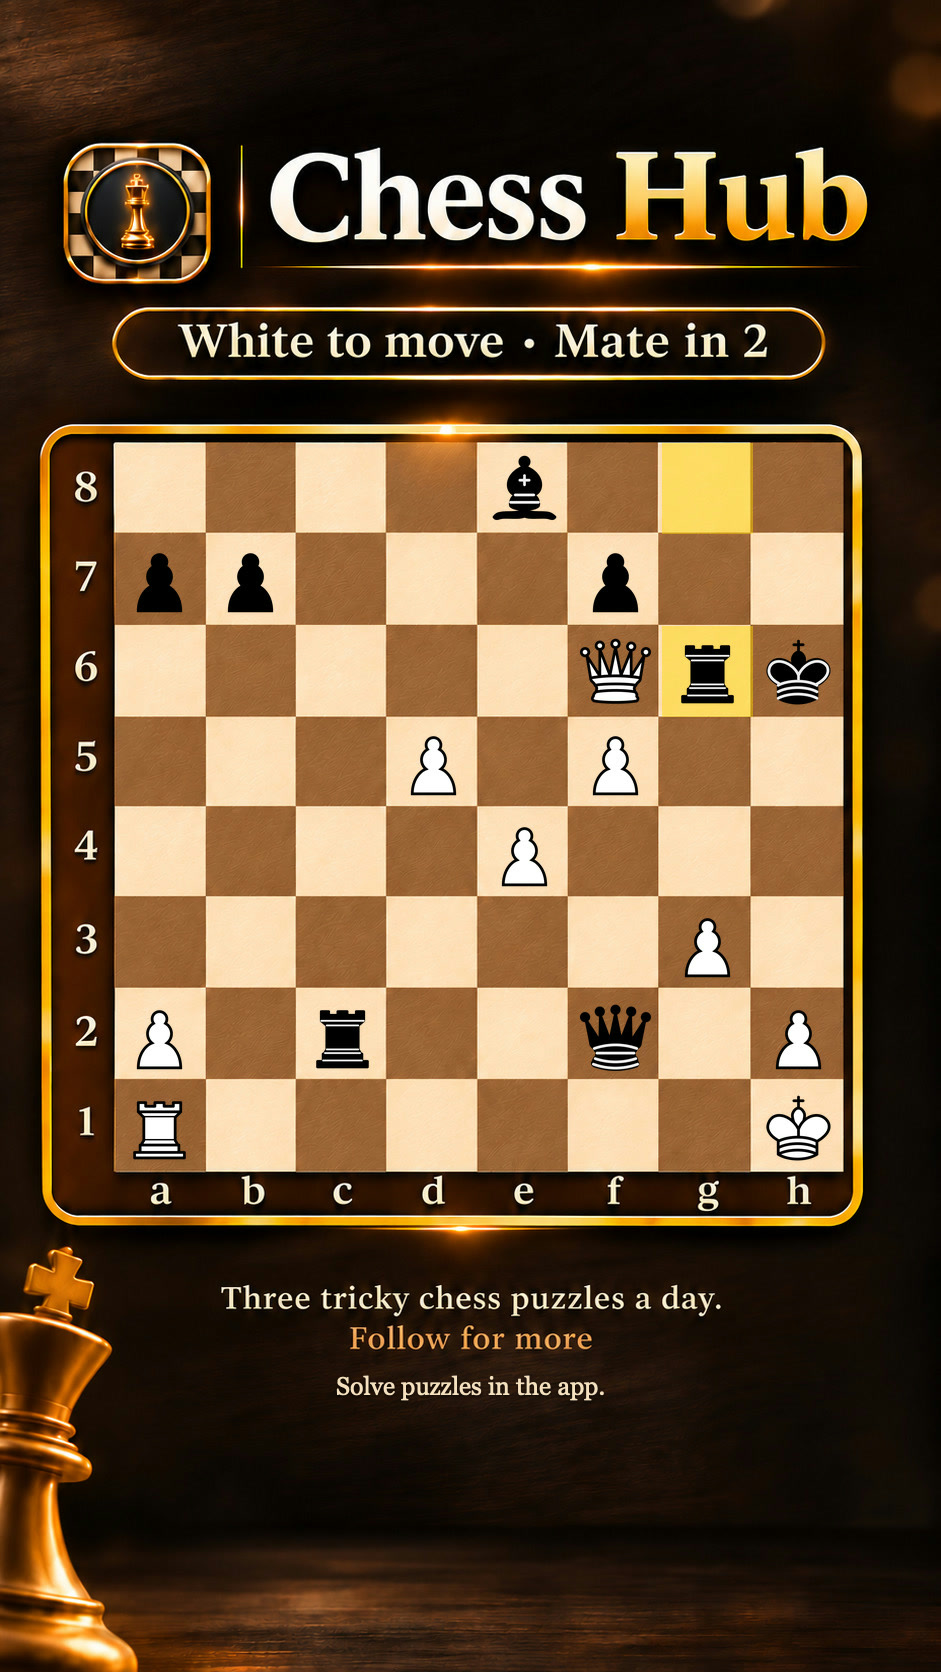 Chess Hub
White to move • Mate in 2
8
7
6
5
4
3
2
1
a b c d e f g h
Three tricky chess puzzles a day.
Follow for more
Solve puzzles in the app.